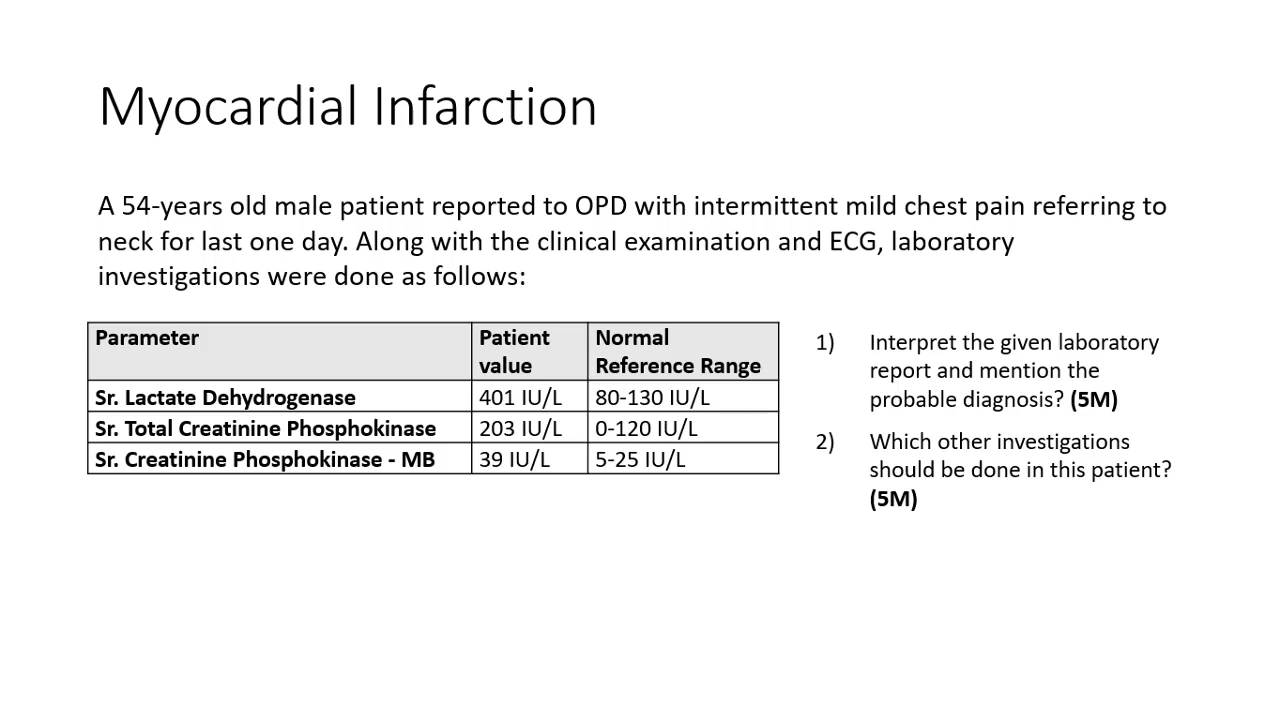 Myocardial Infarction
A 54-years old male patient reported to OPD with intermittent mild chest pain referring to
neck for last one day. Along with the clinical examination and ECG, laboratory
investigations were done as follows:
Parameter Patient value Normal Reference Range
Sr. Lactate Dehydrogenase 401 IU/L 80-130 IU/L
Sr. Total Creatinine Phosphokinase 203 IU/L 0-120 IU/L
Sr. Creatinine Phosphokinase - MB 39 IU/L 5-25 IU/L
1) Interpret the given laboratory
report and mention the
probable diagnosis? (5M)
2) Which other investigations
should be done in this patient?
(5M)